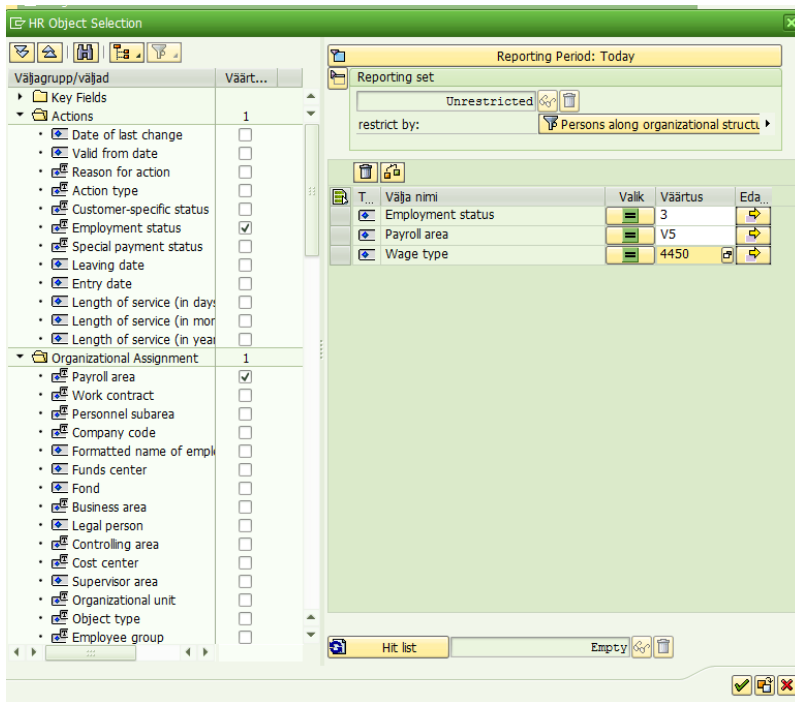 HR Object Selection
Väljagrupp/väljad Väärt...
Key Fields
Actions 1
Date of last change
Valid from date
Reason for action
Action type
Customer-specific status
Employment status
Special payment status
Leaving date
Entry date
Length of service (in days
Length of service (in mor
Length of service (in year
Organizational Assignment 1
Payroll area
Work contract
Personnel subarea
Company code
Formatted name of emplo
Funds center
Fond
Business area
Legal person
Controlling area
Cost center
Supervisor area
Organizational unit
Object type
Employee group
Reporting Period: Today
Reporting set
Unrestricted
restrict by: Persons along organizational structu
T... Välja nimi Valik Väärtus Eda...
Employment status 3
Payroll area V5
Wage type 4450
Hit list Empty